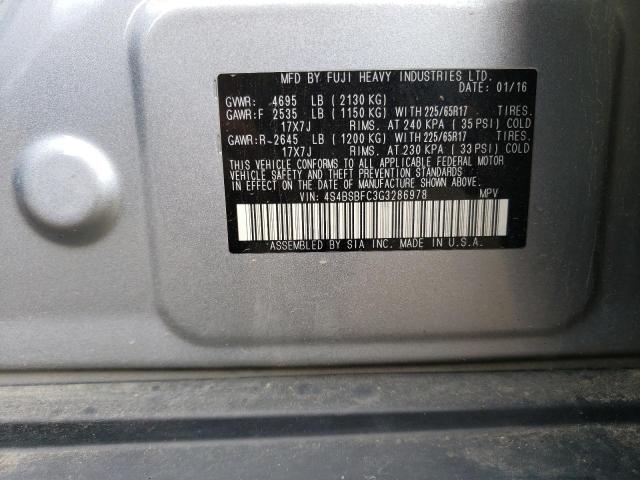 MFD BY FUJI HEAVY INDUSTRIES LTD.
DATE: 01/16
GVWR: 4695 LB (2130 KG)
GAWR:F 2535 LB (1150 KG) WITH 225/65R17 TIRES.
17X7J RIMS. AT 240 KPA (35 PSI) COLD
GAWR:R-2645 LB (1200 KG) WITH 225/65R17 TIRES.
17X7J RIMS. AT 230 KPA (33 PSI) COLD
THIS VEHICLE CONFORMS TO ALL APPLICABLE FEDERAL MOTOR
VEHICLE SAFETY AND THEFT PREVENTION STANDARDS
IN EFFECT ON THE DATE OF MANUFACTURE SHOWN ABOVE.
VIN: 4S4BSBFC3G3286978 MPV
ASSEMBLED BY SIA INC. MADE IN U.S.A.